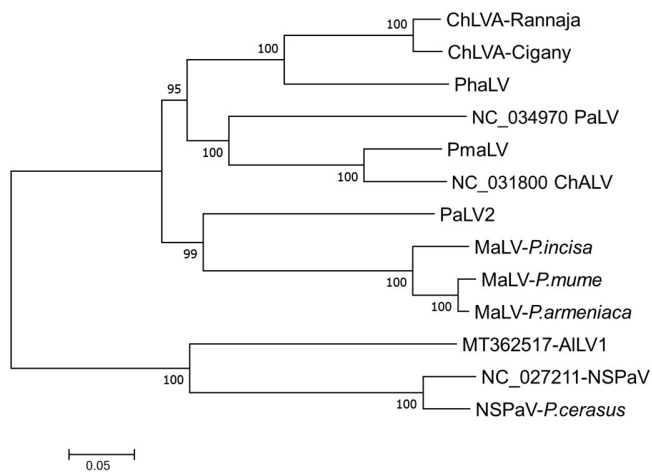 100
ChLVA-Rannaja
100
ChLVA-Cigany
95
PhaLV
NC_034970 PaLV
100
PmaLV
100
NC_031800 ChALV
PaLV2
99
MaLV-P.incisa
100
MaLV-P.mume
100
MaLV-P.armeniaca
MT362517-AlLV1
100
NC_027211-NSPaV
100
NSPaV-P.cerasus
0.05